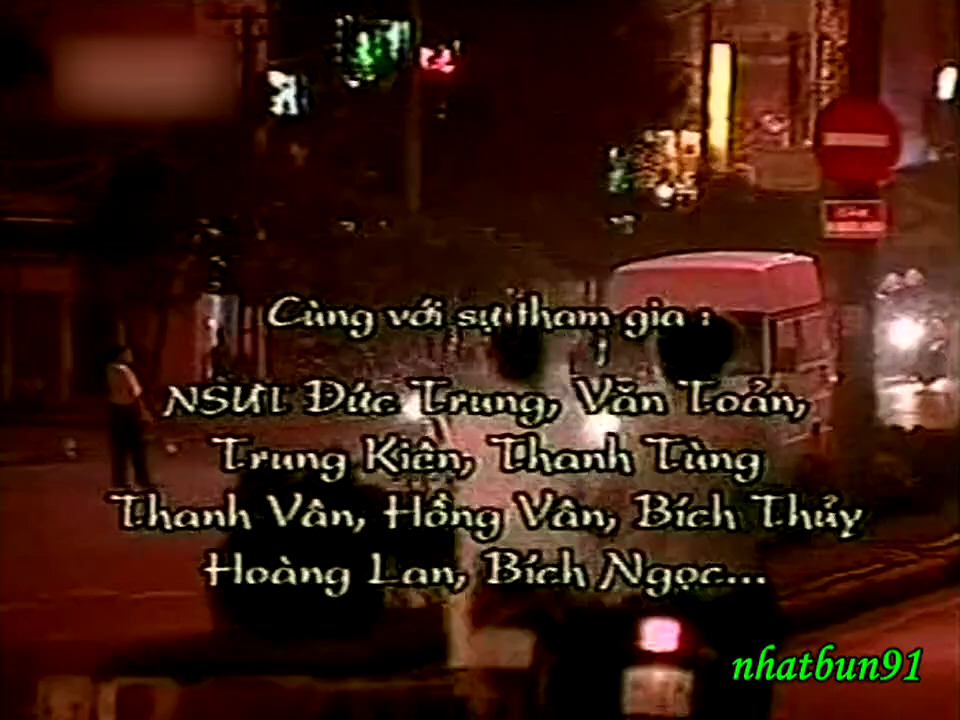 Cùng với sự tham gia :
NSƯT Đức Trung, Văn Toản,
Trung Kiên, Thanh Tùng
Thanh Vân, Hồng Vân, Bích Thủy
Hoàng Lan, Bích Ngọc...
nhatbun91